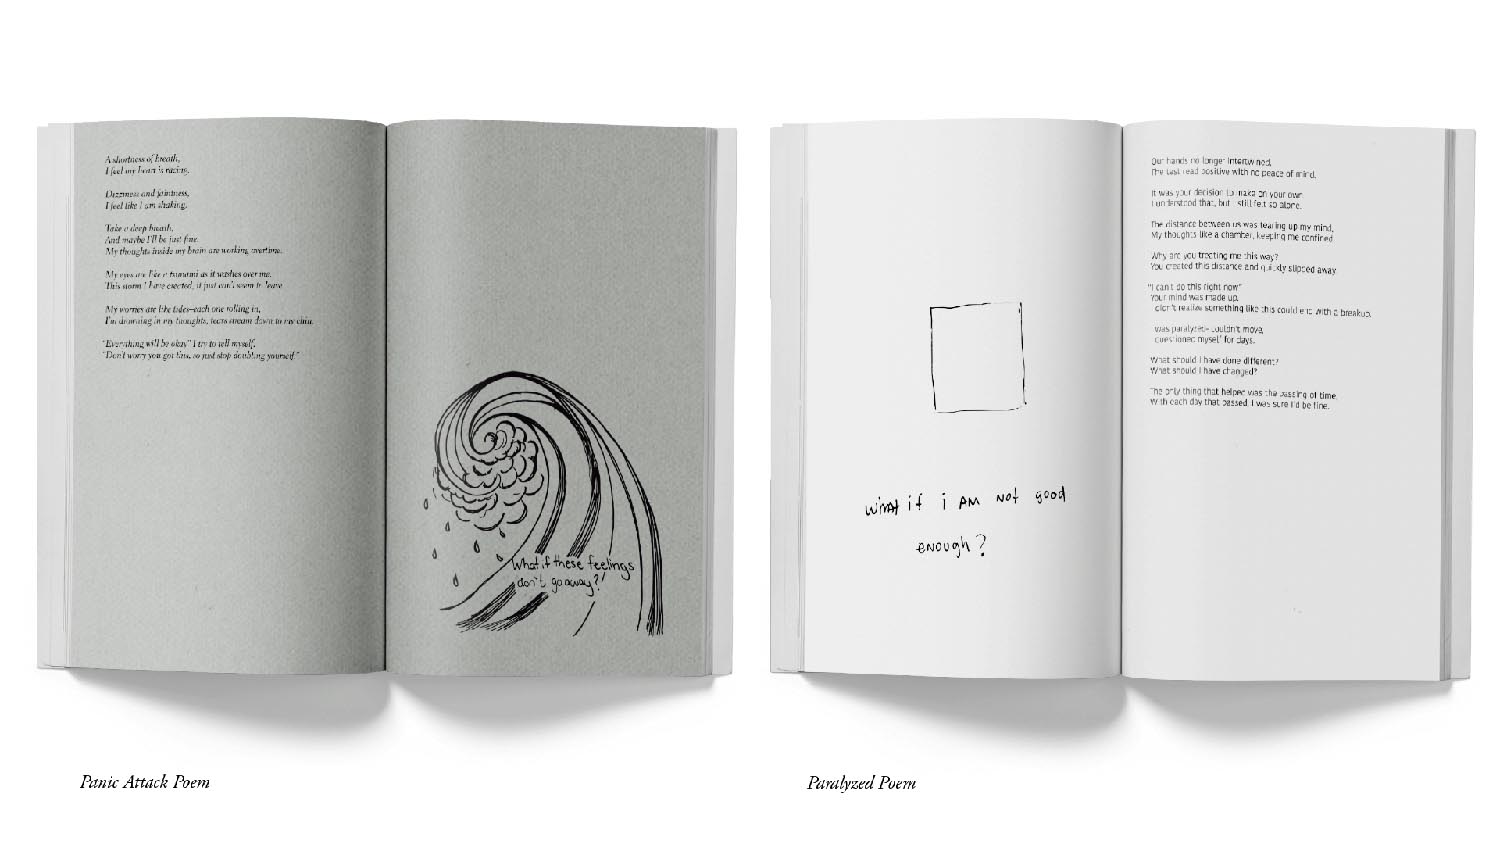 A shortness of breath,
I feel my heart is racing.
Dizziness and faintness,
I feel like I am shaking.
Take a deep breath,
And maybe I'll be just fine.
My thoughts inside my brain are working overtime.
My eyes are like a tsunami as it washes over me.
This storm I have created, it just can't seem to leave.
My worries are like tides—each one rolling in,
I'm drowning in my thoughts, tears stream down to my chin.
"Everything will be okay" I try to tell myself.
"Don't worry you got this, so just stop doubting yourself."
What if these feelings
don't go away?!
Panic Attack Poem
what if i AM not good
enough?
Our hands no longer intertwined,
The test read positive with no peace of mind.
It was your decision to make on your own.
I understood that, but I still felt so alone.
The distance between us was tearing up my mind,
My thoughts like a chamber, keeping me confined.
Why are you treating me this way?
You created this distance and quickly slipped away.
"I can't do this right now"
Your mind was made up.
didn't realize something like this could end with a breakup.
was paralyzed- couldn't move,
questioned myself for days.
What should I have done different?
What should I have changed?
The only thing that helped was the passing of time,
With each day that passed, I was sure I'd be fine.
Paralyzed Poem